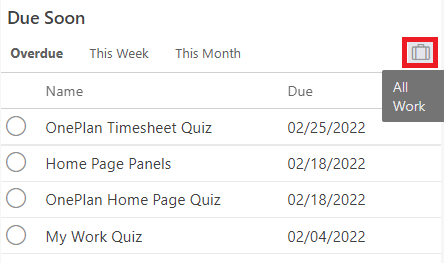 Due Soon
Overdue This Week This Month
All
Work
Name Due
OnePlan Timesheet Quiz 02/25/2022
Home Page Panels 02/18/2022
OnePlan Home Page Quiz 02/18/2022
My Work Quiz 02/04/2022